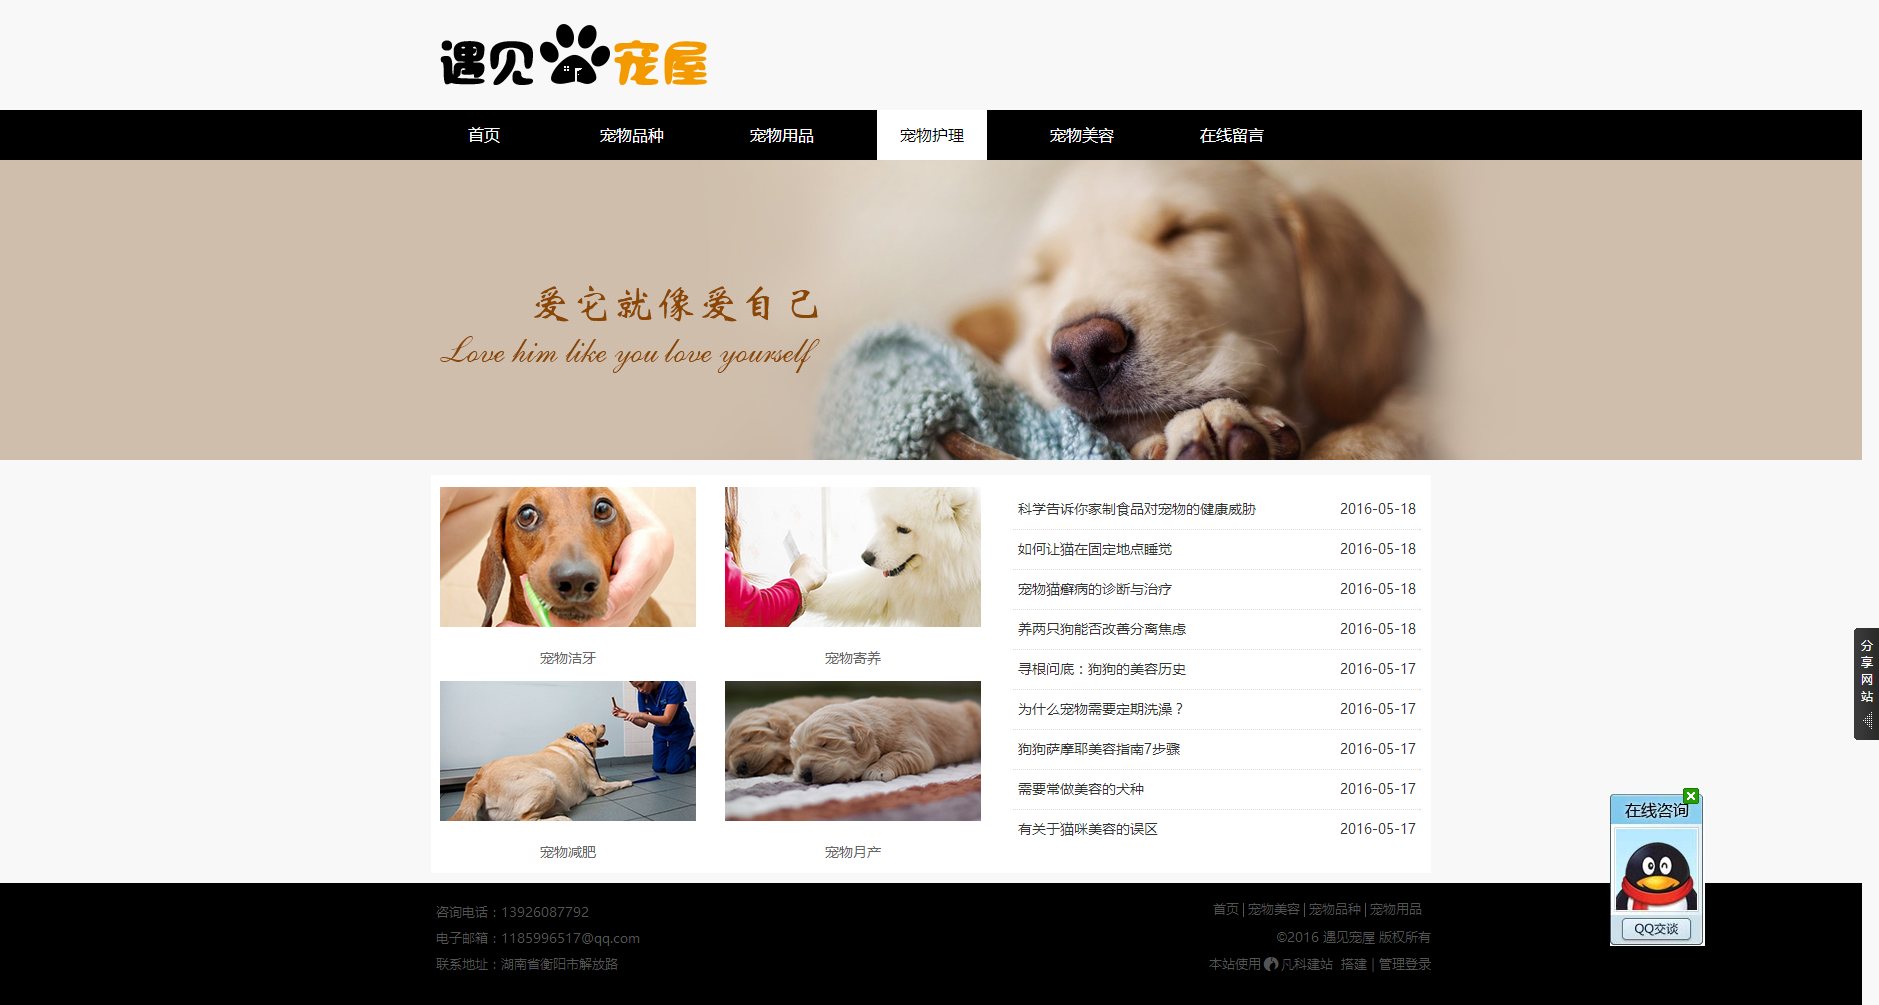 遇见宠屋
首页 宠物品种 宠物用品 宠物护理 宠物美容 在线留言
爱它就像爱自己
Love him like you love yourself
宠物洁牙
宠物寄养
宠物减肥
宠物月产
科学告诉你家制食品对宠物的健康威胁 2016-05-18
如何让猫在固定地点睡觉 2016-05-18
宠物猫癣病的诊断与治疗 2016-05-18
养两只狗能否改善分离焦虑 2016-05-18
寻根问底：狗狗的美容历史 2016-05-17
为什么宠物需要定期洗澡？ 2016-05-17
狗狗萨摩耶美容指南7步骤 2016-05-17
需要常做美容的犬种 2016-05-17
有关于猫咪美容的误区 2016-05-17
分享网站
在线咨询
QQ交谈
咨询电话：13926087792
电子邮箱：1185996517@qq.com
联系地址：湖南省衡阳市解放路
首页 | 宠物美容 | 宠物品种 | 宠物用品
©2016 遇见宠屋 版权所有
本站使用 凡科建站 搭建 | 管理登录